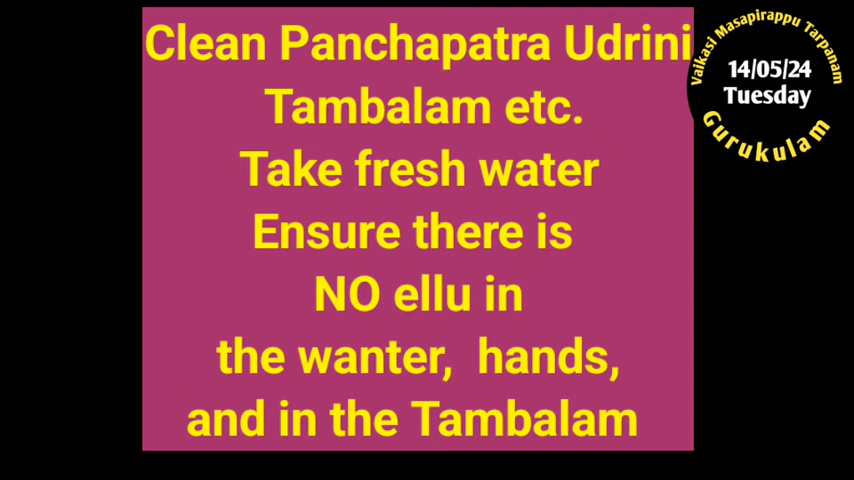 Clean Panchapatra Udrini
Tambalam etc.
Take fresh water
Ensure there is
NO ellu in
the wanter, hands,
and in the Tambalam
Vaikasi Masapirappu Tarpanam
14/05/24
Tuesday
Gurukulam